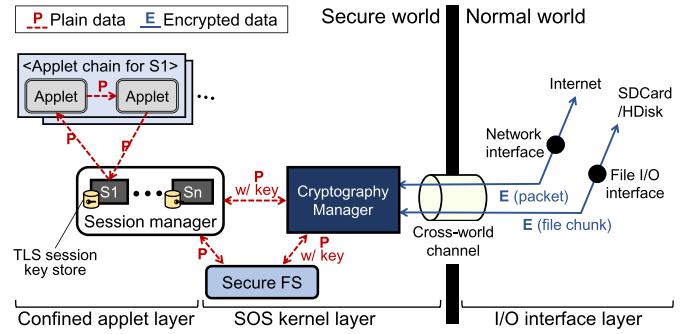 P Plain data E Encrypted data
Secure world
Normal world
<Applet chain for S1>
Applet
P
Applet
...
P
P
Internet
SDCard
/HDisk
Network
interface
File I/O
interface
S1
Sn
Session manager
P
w/ key
Cryptography
Manager
E (packet)
E (file chunk)
Cross-world
channel
TLS session
key store
P
P
w/ key
Secure FS
Confined applet layer
SOS kernel layer
I/O interface layer